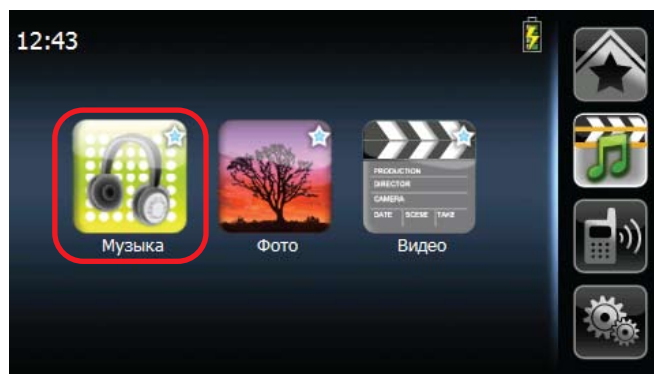 12:43
PRODUCTION
DIRECTOR
CAMERA
DATE SCENE TAKE
Музыка Фото Видео